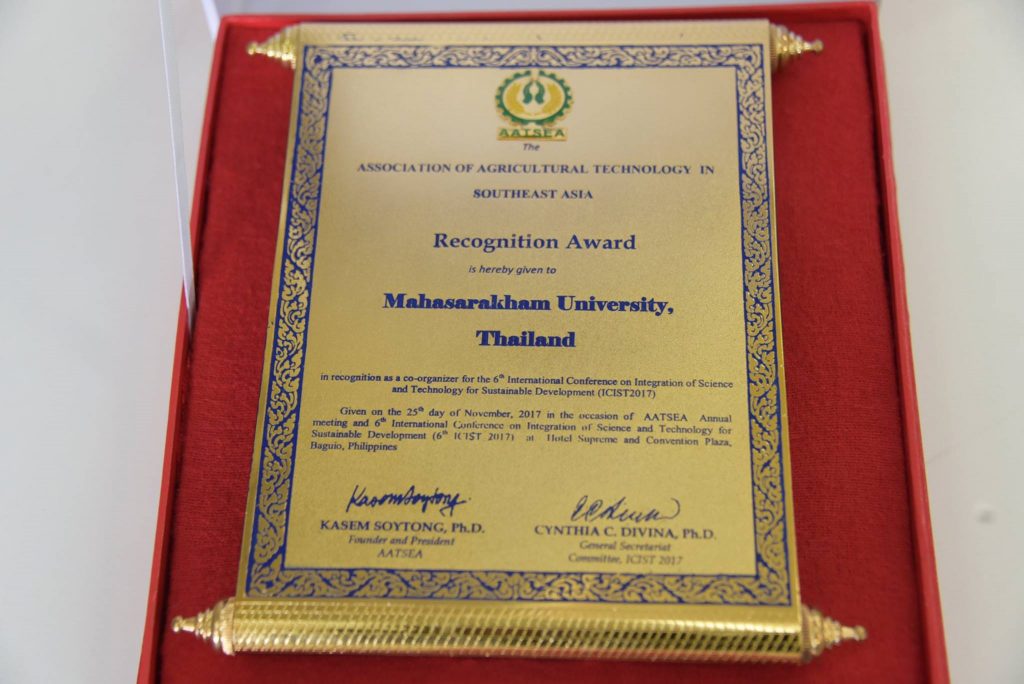 AATSEA
The
ASSOCIATION OF AGRICULTURAL TECHNOLOGY IN
SOUTHEAST ASIA
Recognition Award
is hereby given to
Mahasarakham University,
Thailand
in recognition as a co-organizer for the 6th International Conference on Integration of Science
and Technology for Sustainable Development (ICIST2017)
Given on the 25th day of November, 2017 in the occasion of AATSEA Annual
meeting and 6th International Conference on Integration of Science and Technology for
Sustainable Development (6th ICIST 2017) at Hotel Supreme and Convention Plaza,
Baguio, Philippines
KASEM SOYTONG, Ph.D.
Founder and President
AATSEA
CYNTHIA C. DIVINA, Ph.D.
General Secretariat
Committee, ICIST 2017